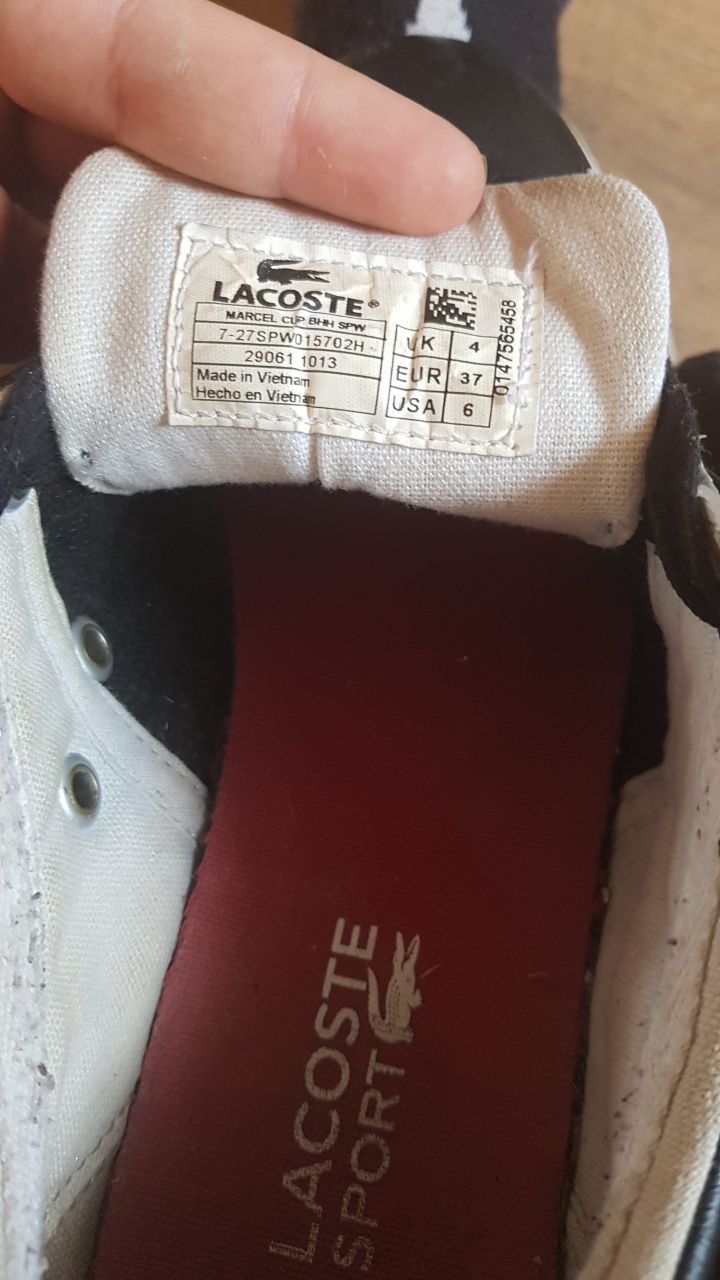 LACOSTE®
MARCEL CUP BHH SPW
7-27SPW015702H
29061 1013
Made in Vietnam
Hecho en Vietnam
UK 4
EUR 37
USA 6
0147565458
LACOSTE
SPORT